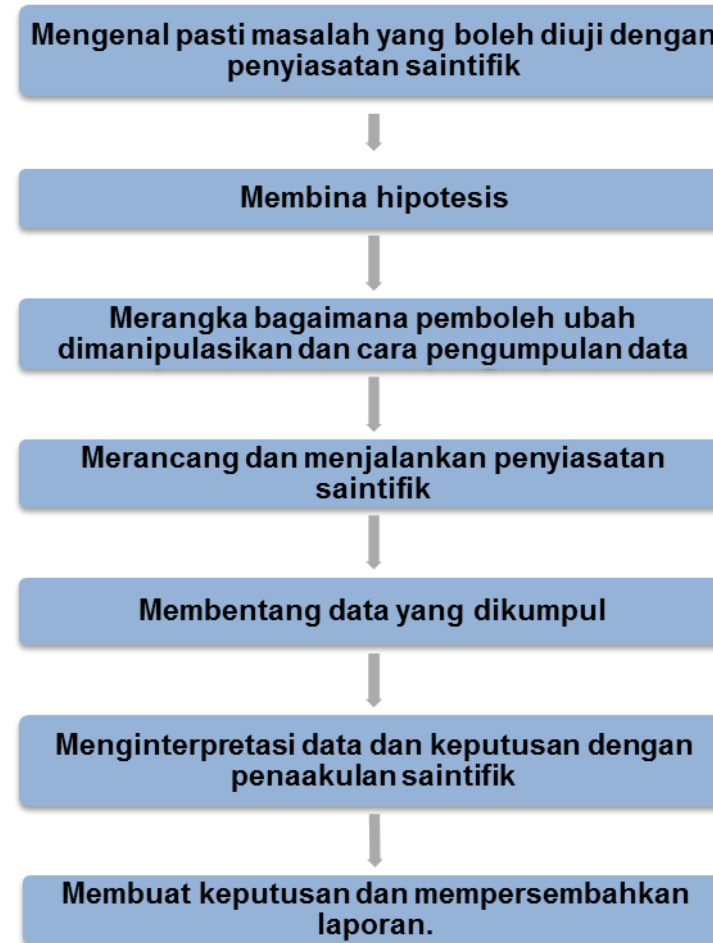 Mengenal pasti masalah yang boleh diuji dengan
penyiasatan saintifik
Membina hipotesis
Merangka bagaimana pemboleh ubah
dimanipulasikan dan cara pengumpulan data
Merancang dan menjalankan penyiasatan
saintifik
Membentang data yang dikumpul
Menginterpretasi data dan keputusan dengan
penaakulan saintifik
Membuat keputusan dan mempersembahkan
laporan.